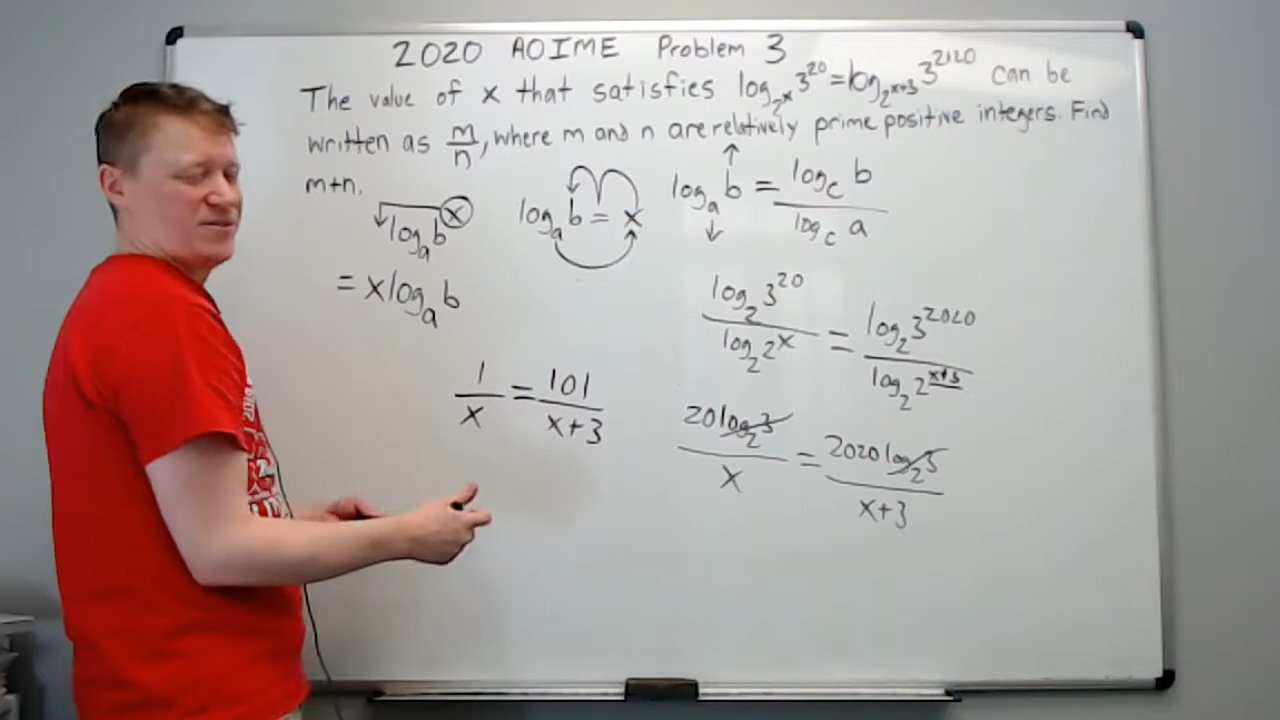 2020 AOIME Problem 3
The value of x that satisfies log_{2^x} 3^{20} = log_{2^{x+3}} 3^{2020} can be
written as m/n, where m and n are relatively prime positive integers. Find
m+n.
log_a b^x
= x log_a b
log_a b = x
log_a b = log_c b / log_c a
log_2 3^{20} / log_2 2^x = log_2 3^{2020} / log_2 2^{x+3}
20 log_2 3 / x = 2020 log_2 3 / x+3
1/x = 101/x+3